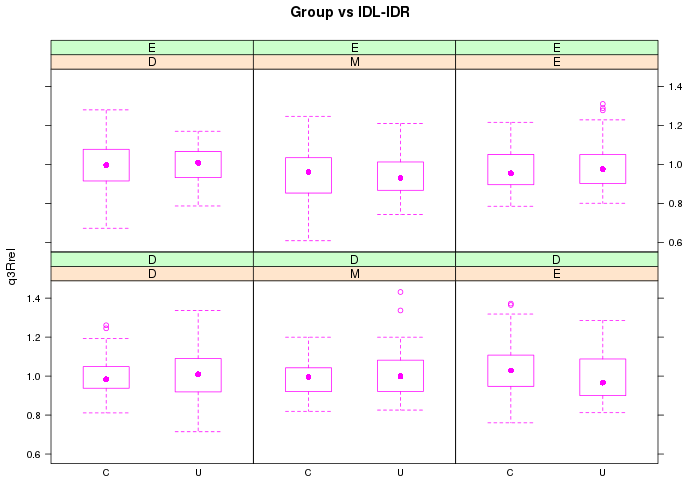 Group vs IDL-IDR
E E E
D M E
1.4
1.2
1.0
0.8
0.6
q3Rrel
D D D
D M E
1.4
1.2
1.0
0.8
0.6
C U C U C U